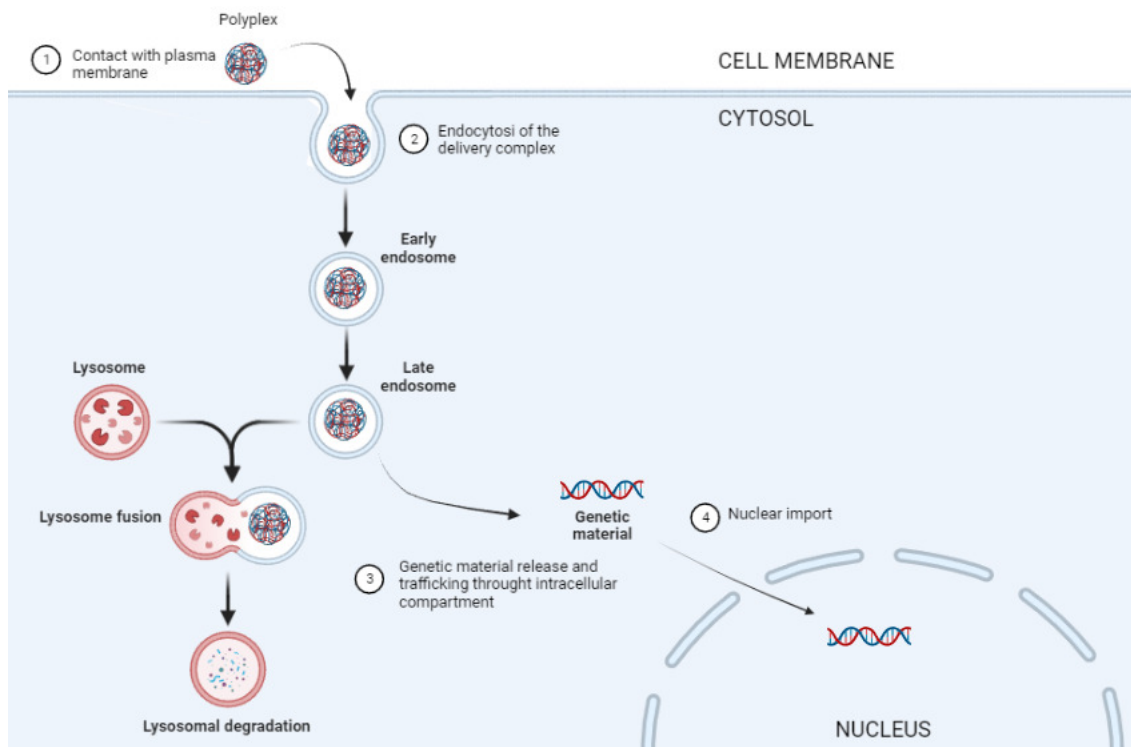 Polyplex
1
Contact with plasma
membrane
CELL MEMBRANE
CYTOSOL
2
Endocytosi of the
delivery complex
Early
endosome
Lysosome
Late
endosome
Lysosome fusion
Genetic
material
4
Nuclear import
3
Genetic material release and
trafficking throught intracellular
compartment
Lysosomal degradation
NUCLEUS